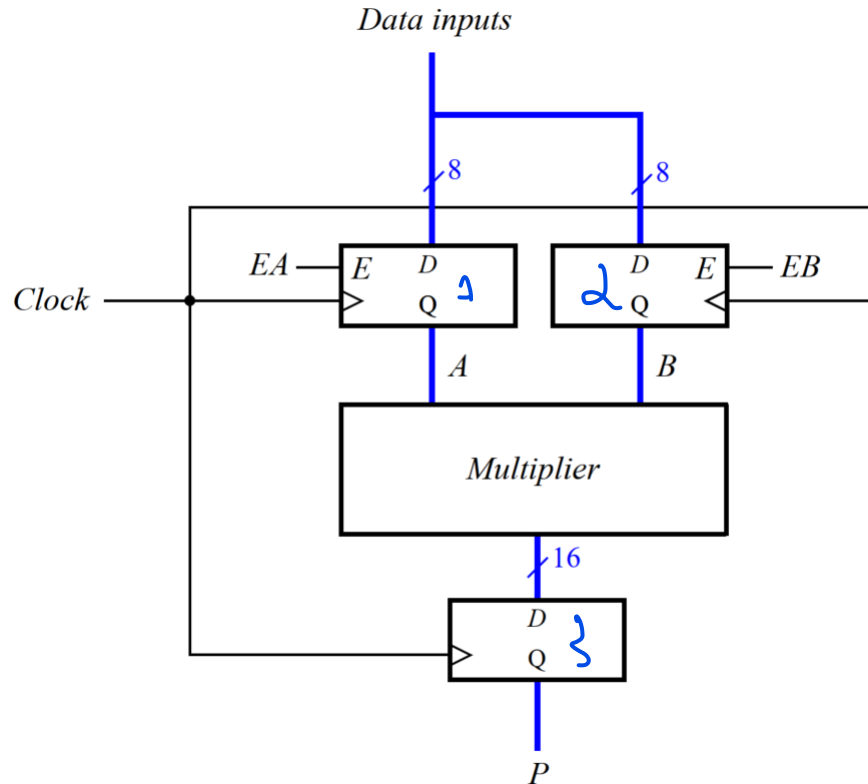 Data inputs
8 8
EA E D D E EB
Clock Q 1 2 Q
A B
Multiplier
16
D
Q 3
P